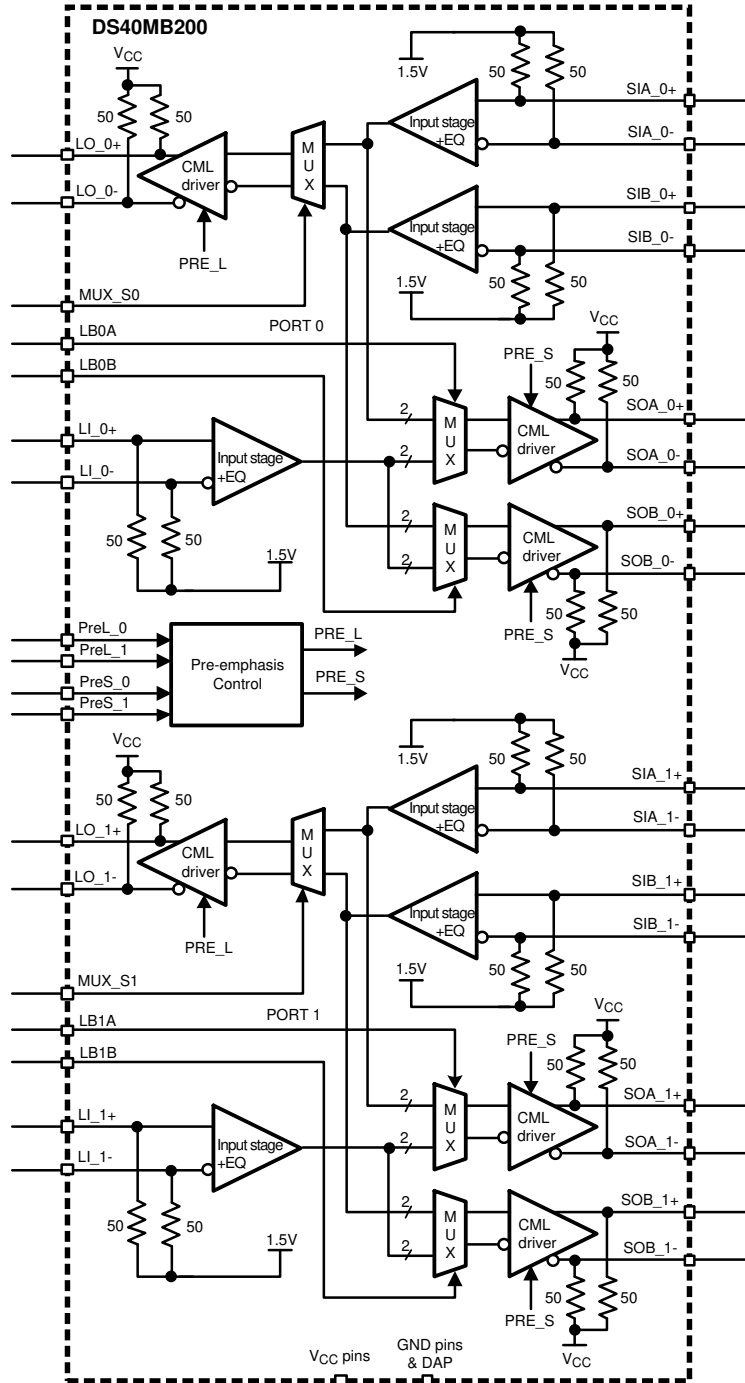 DS40MB200
VCC
50
50
LO_0+
LO_0-
CML
driver
PRE_L
M
U
X
1.5V
50
50
Input stage
+EQ
SIA_0+
SIA_0-
Input stage
+EQ
SIB_0+
SIB_0-
50
50
1.5V
MUX_S0
PORT 0
LB0A
LB0B
VCC
PRE_S
50
50
LI_0+
LI_0-
Input stage
+EQ
50
50
1.5V
2
2
M
U
X
CML
driver
SOA_0+
SOA_0-
2
2
M
U
X
CML
driver
SOB_0+
SOB_0-
PRE_S
50
50
VCC
PreL_0
PreL_1
PreS_0
PreS_1
Pre-emphasis
Control
PRE_L
PRE_S
VCC
50
50
LO_1+
LO_1-
CML
driver
PRE_L
M
U
X
1.5V
50
50
Input stage
+EQ
SIA_1+
SIA_1-
Input stage
+EQ
SIB_1+
SIB_1-
50
50
1.5V
MUX_S1
PORT 1
LB1A
LB1B
VCC
PRE_S
50
50
LI_1+
LI_1-
Input stage
+EQ
50
50
1.5V
2
2
M
U
X
CML
driver
SOA_1+
SOA_1-
2
2
M
U
X
CML
driver
SOB_1+
SOB_1-
PRE_S
50
50
VCC
VCC pins
GND pins
& DAP